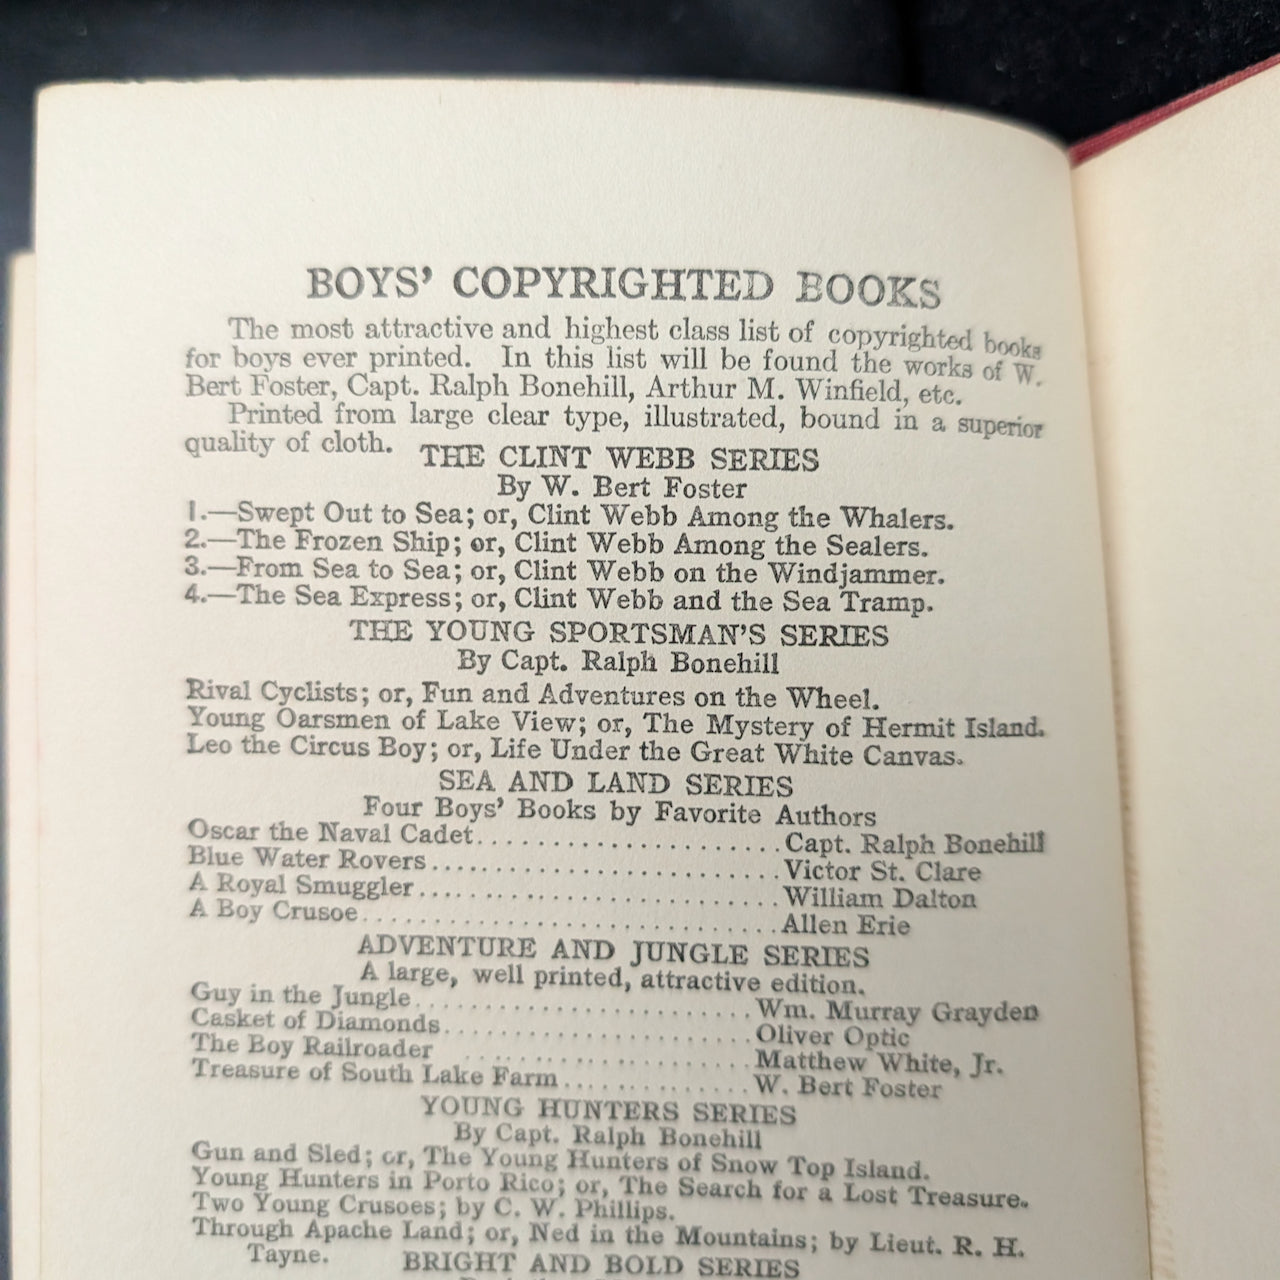 BOYS' COPYRIGHTED BOOKS
The most attractive and highest class list of copyrighted books
for boys ever printed. In this list will be found the works of W.
Bert Foster, Capt. Ralph Bonehill, Arthur M. Winfield, etc.
Printed from large clear type, illustrated, bound in a superior
quality of cloth.
THE CLINT WEBB SERIES
By W. Bert Foster
1.—Swept Out to Sea; or, Clint Webb Among the Whalers.
2.—The Frozen Ship; or, Clint Webb Among the Sealers.
3.—From Sea to Sea; or, Clint Webb on the Windjammer.
4.—The Sea Express; or, Clint Webb and the Sea Tramp.
THE YOUNG SPORTSMAN'S SERIES
By Capt. Ralph Bonehill
Rival Cyclists; or, Fun and Adventures on the Wheel.
Young Oarsmen of Lake View; or, The Mystery of Hermit Island.
Leo the Circus Boy; or, Life Under the Great White Canvas.
SEA AND LAND SERIES
Four Boys' Books by Favorite Authors
Oscar the Naval Cadet.....................Capt. Ralph Bonehill
Blue Water Rovers........................Victor St. Clare
A Royal Smuggler.........................William Dalton
A Boy Crusoe.............................Allen Erie
ADVENTURE AND JUNGLE SERIES
A large, well printed, attractive edition.
Guy in the Jungle........................Wm. Murray Grayden
Casket of Diamonds......................Oliver Optic
The Boy Railroader ....................Matthew White, Jr.
Treasure of South Lake Farm.............W. Bert Foster
YOUNG HUNTERS SERIES
By Capt. Ralph Bonehill
Gun and Sled; or, The Young Hunters of Snow Top Island.
Young Hunters in Porto Rico; or, The Search for a Lost Treasure.
Two Young Crusoes; by C. W. Phillips.
Through Apache Land; or, Ned in the Mountains; by Lieut. R. H.
Tayne.
BRIGHT AND BOLD SERIES